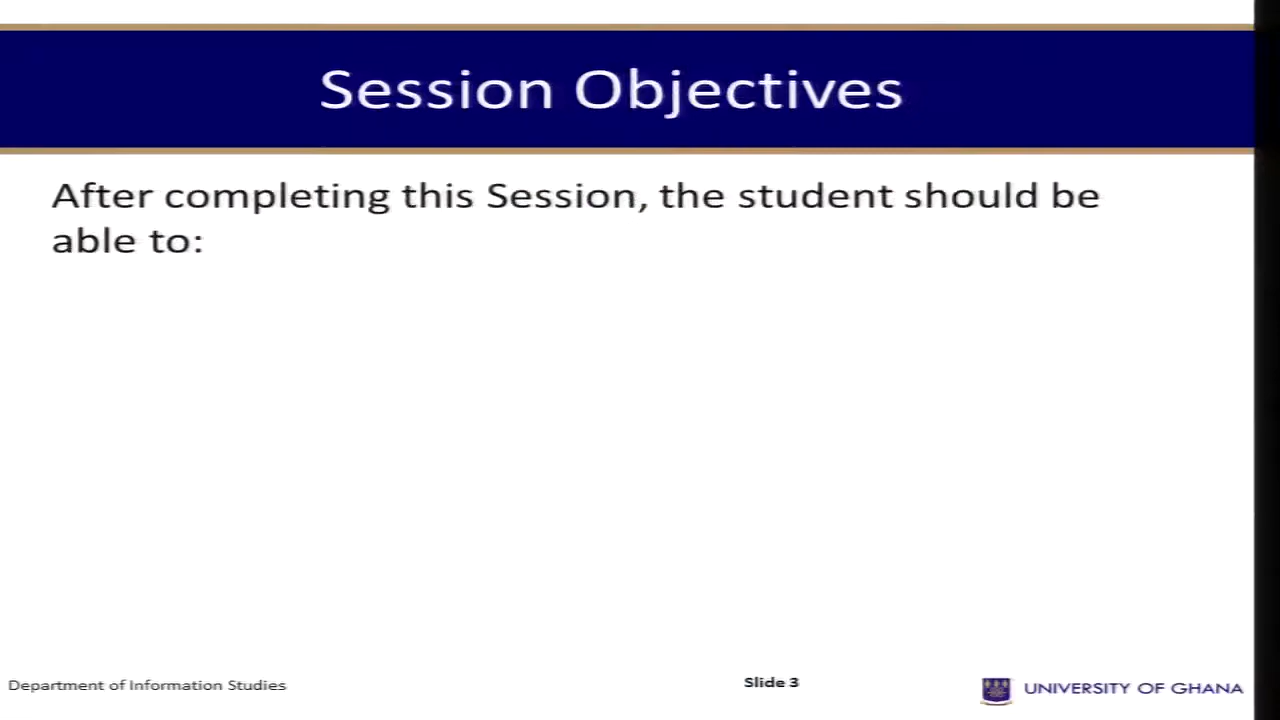 Session Objectives
After completing this Session, the student should be
able to:
Department of Information Studies
Slide 3
UNIVERSITY OF GHANA